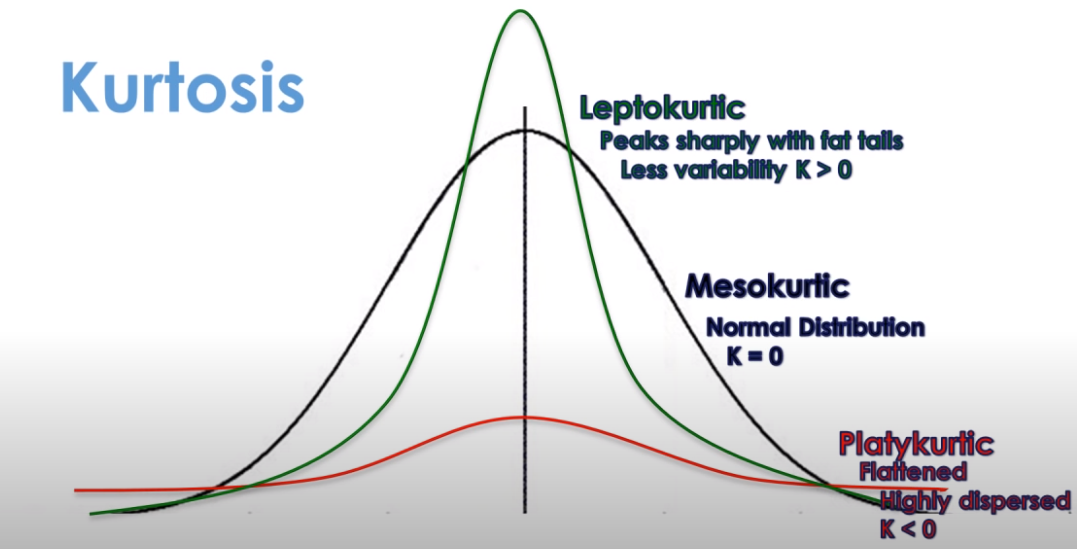 Kurtosis
Leptokurtic
Peaks sharply with fat tails
Less variability K > 0
Mesokurtic
Normal Distribution
K = 0
Platykurtic
Flattened
Highly dispersed
K < 0